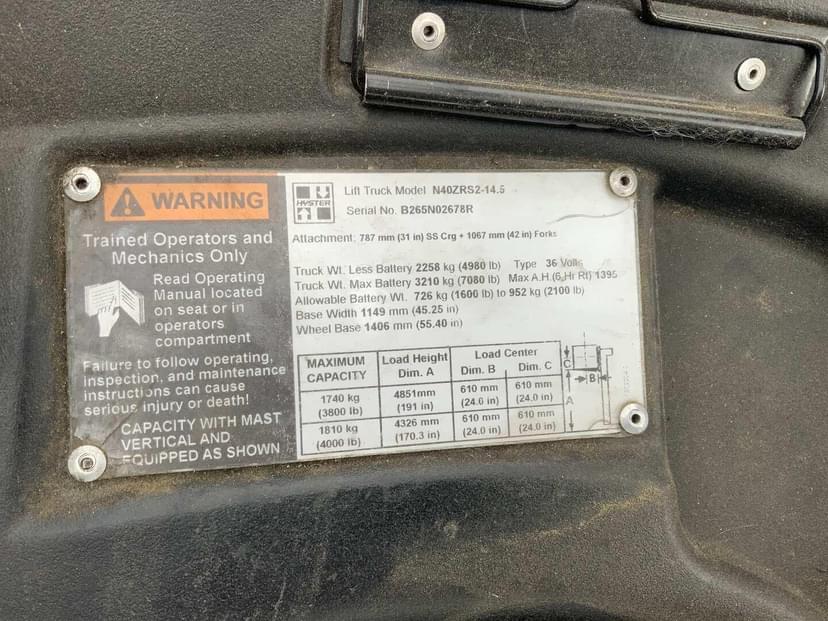 WARNING
Trained Operators and
Mechanics Only
Read Operating
Manual located
on seat or in
operators
compartment
Failure to follow operating,
inspection, and maintenance
instructions can cause
serious injury or death!
CAPACITY WITH MAST
VERTICAL AND
EQUIPPED AS SHOWN
HYSTER
Lift Truck Model N40ZRS2-14.5
Serial No. B265N02678R
Attachment: 787 mm (31 in) SS Crg + 1067 mm (42 in) Forks
Truck Wt. Less Battery 2258 kg (4980 lb) Type 36 Volts
Truck Wt. Max Battery 3210 kg (7080 lb) Max A.H.(6 Hr Rt) 1395
Allowable Battery Wt. 726 kg (1600 lb) to 952 kg (2100 lb)
Base Width 1149 mm (45.25 in)
Wheel Base 1406 mm (55.40 in)
MAXIMUM CAPACITY Load Height Dim. A Load Center Dim. B Dim. C
1740 kg 4851mm 610 mm 610 mm
(3800 lb) (191 in) (24.0 in) (24.0 in)
1810 kg 4326 mm 610 mm 610 mm
(4000 lb) (170.3 in) (24.0 in) (24.0 in)
C
B
A